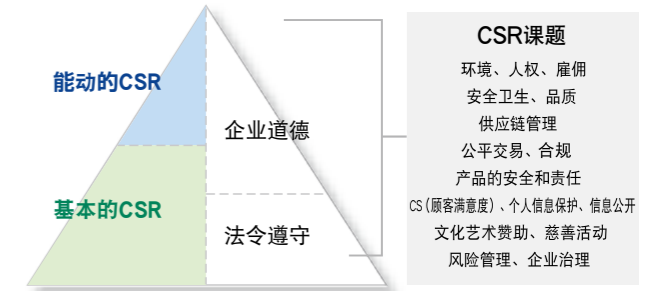 能动的CSR
企业道德
基本的CSR
法令遵守
CSR课题
环境、人权、雇佣
安全卫生、品质
供应链管理
公平交易、合规
产品的安全和责任
CS（顾客满意度）、个人信息保护、信息公开
文化艺术赞助、慈善活动
风险管理、企业治理